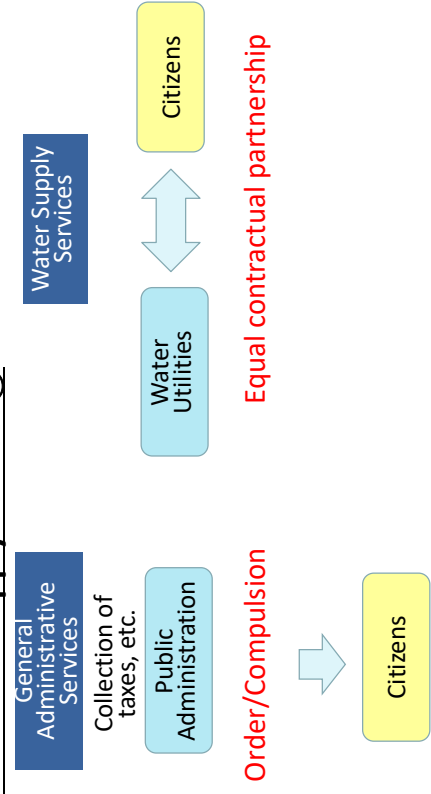 General
Administrative
Services
Collection of
taxes, etc.
Public
Administration
Order/Compulsion
Citizens
Water Supply
Services
Water
Utilities
Citizens
Equal contractual partnership